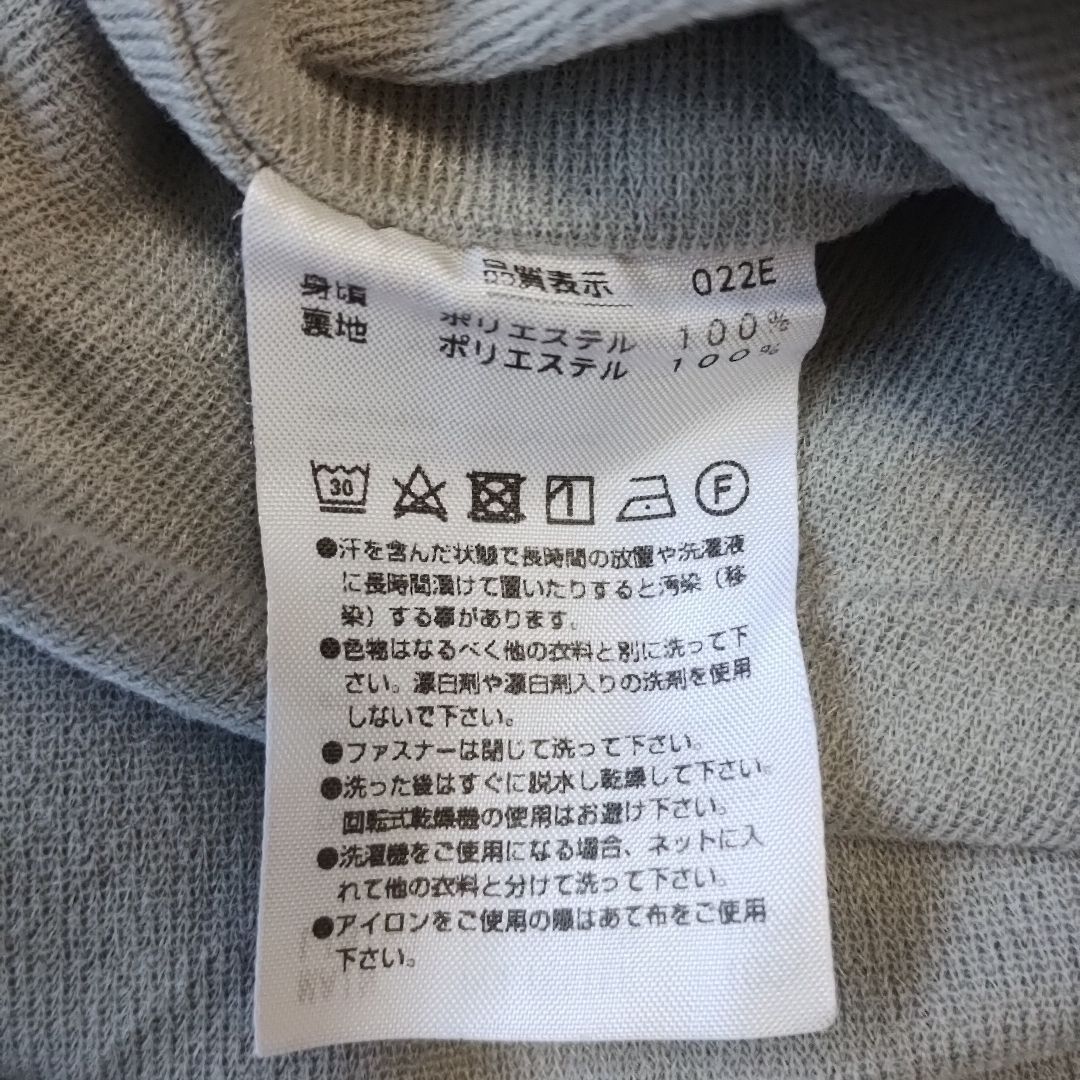 品質表示 022E
身頃 ポリエステル 100%
裏地 ポリエステル 100%
30 F
●汗を含んだ状態で長時間の放置や洗濯液
に長時間漬けて置いたりすると汚染（移
染）する事があります。
●色物はなるべく他の衣料と別に洗って下
さい。漂白剤や漂白剤入りの洗剤を使用
しないで下さい。
●ファスナーは閉じて洗って下さい。
●洗った後はすぐに脱水し乾燥して下さい。
回転式乾燥機の使用はお避け下さい。
●洗濯機をご使用になる場合、ネットに入
れて他の衣料と分けて洗って下さい。
●アイロンをご使用の際はあて布をご使用
下さい。